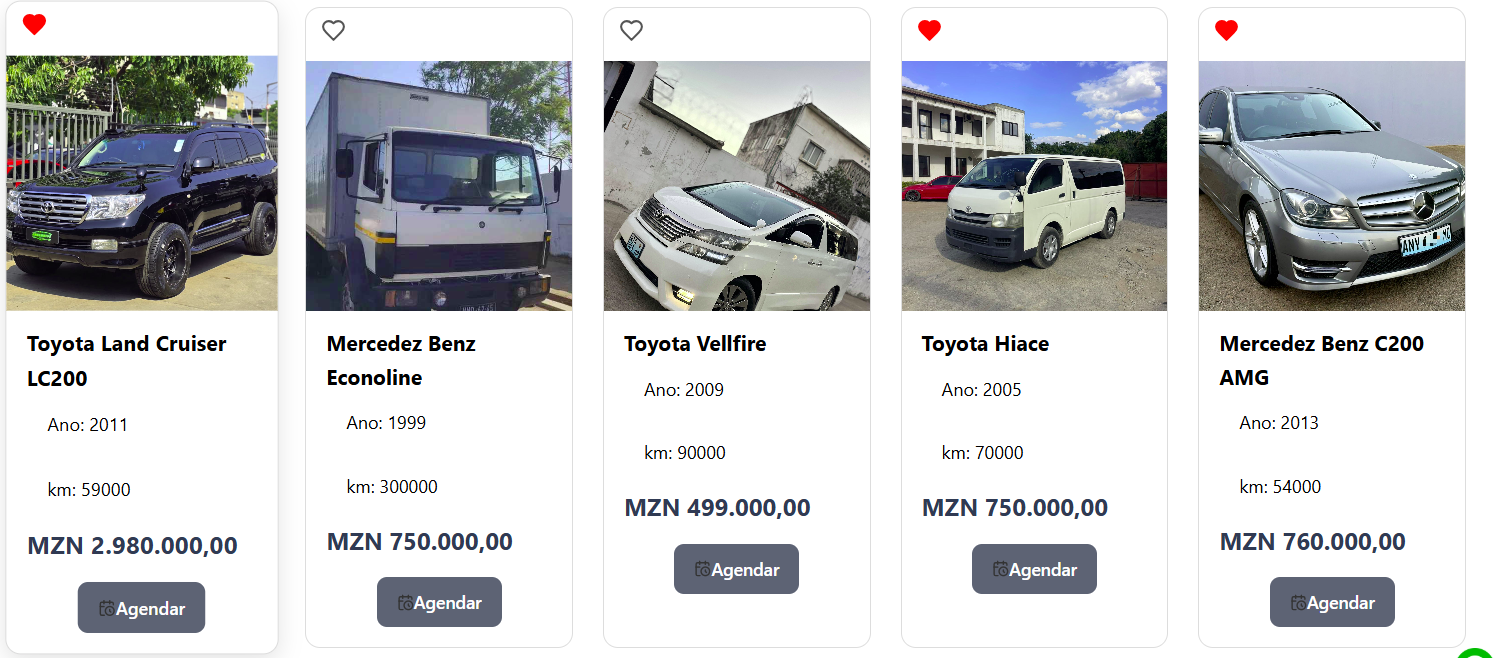 Toyota Land Cruiser
LC200
Ano: 2011
km: 59000
MZN 2.980.000,00
Agendar
Mercedez Benz
Econoline
Ano: 1999
km: 300000
MZN 750.000,00
Agendar
Toyota Vellfire
Ano: 2009
km: 90000
MZN 499.000,00
Agendar
Toyota Hiace
Ano: 2005
km: 70000
MZN 750.000,00
Agendar
Mercedez Benz C200
AMG
Ano: 2013
km: 54000
MZN 760.000,00
Agendar